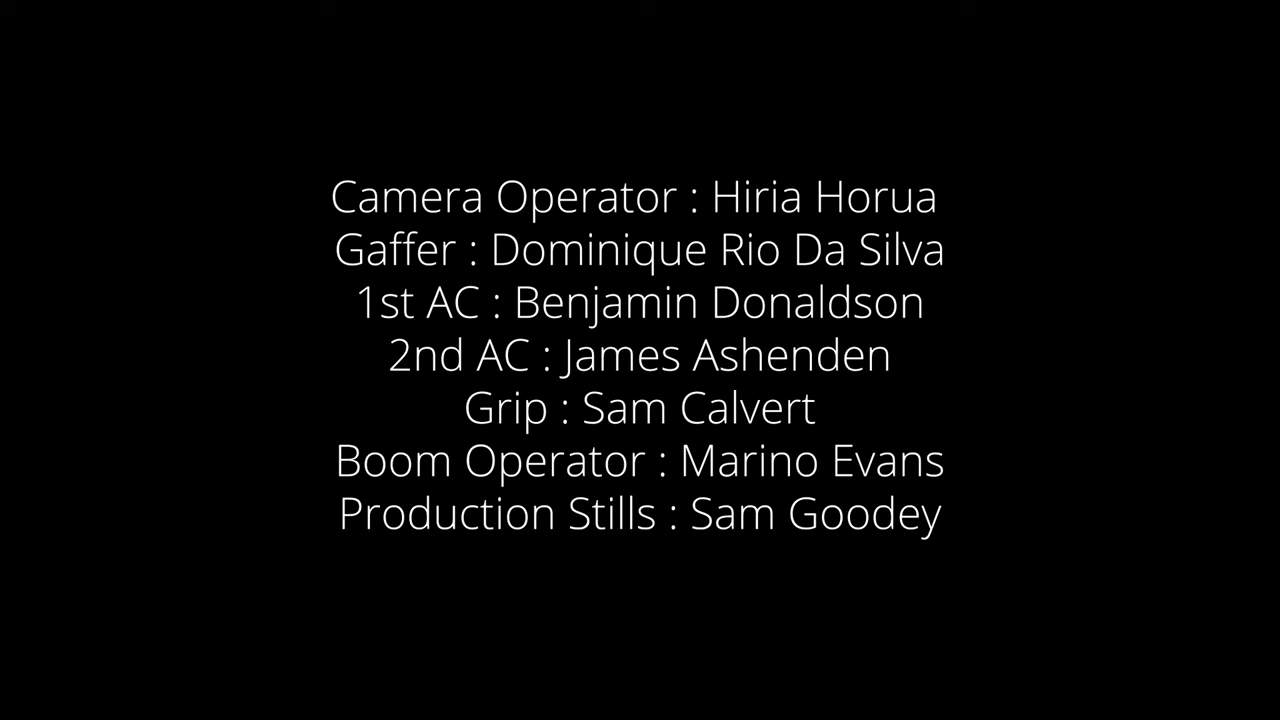 Camera Operator : Hiria Horua
Gaffer : Dominique Rio Da Silva
1st AC : Benjamin Donaldson
2nd AC : James Ashenden
Grip : Sam Calvert
Boom Operator : Marino Evans
Production Stills : Sam Goodey